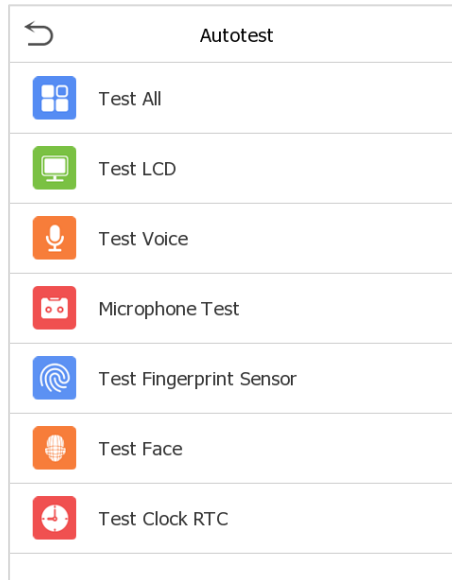 Autotest
Test All
Test LCD
Test Voice
Microphone Test
Test Fingerprint Sensor
Test Face
Test Clock RTC